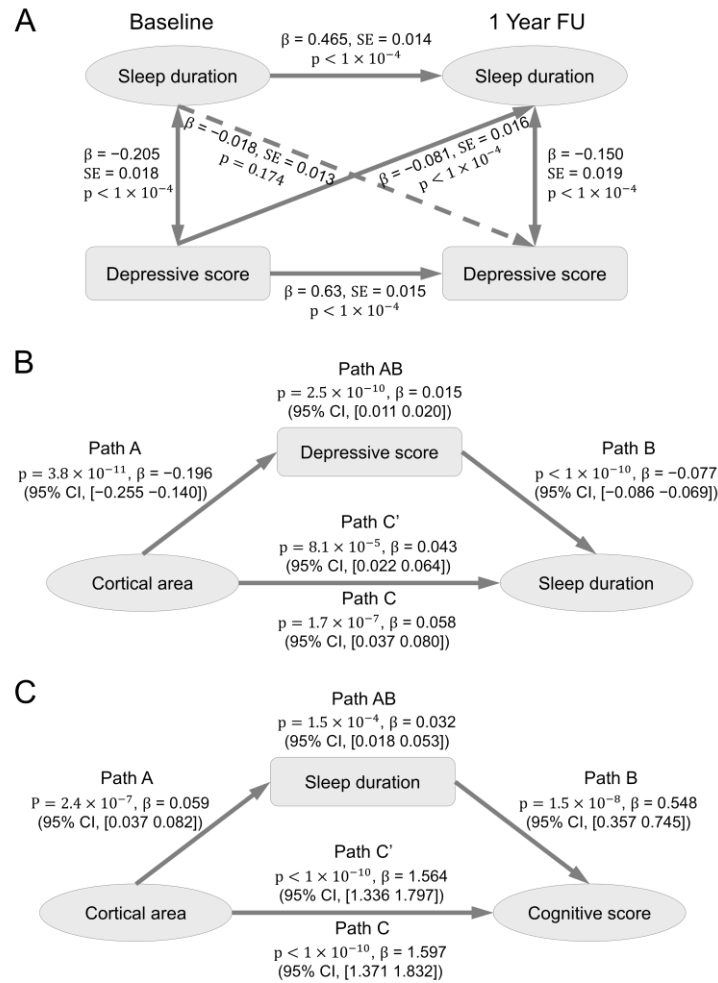 A
Baseline
1 Year FU
β = 0.465, SE = 0.014
p < 1 × 10⁻⁴
Sleep duration
Sleep duration
β = −0.205
SE = 0.018
p < 1 × 10⁻⁴
β = −0.018, SE = 0.013
p = 0.174
β = −0.081, SE = 0.016
p < 1 × 10⁻⁴
β = −0.150
SE = 0.019
p < 1 × 10⁻⁴
Depressive score
Depressive score
β = 0.63, SE = 0.015
p < 1 × 10⁻⁴
B
Path AB
p = 2.5 × 10⁻¹⁰, β = 0.015
(95% CI, [0.011 0.020])
Path A
p = 3.8 × 10⁻¹¹, β = −0.196
(95% CI, [−0.255 −0.140])
Depressive score
Path B
p < 1 × 10⁻¹⁰, β = −0.077
(95% CI, [−0.086 −0.069])
Path C'
p = 8.1 × 10⁻⁵, β = 0.043
(95% CI, [0.022 0.064])
Cortical area
Sleep duration
Path C
p = 1.7 × 10⁻⁷, β = 0.058
(95% CI, [0.037 0.080])
C
Path AB
p = 1.5 × 10⁻⁴, β = 0.032
(95% CI, [0.018 0.053])
Path A
P = 2.4 × 10⁻⁷, β = 0.059
(95% CI, [0.037 0.082])
Sleep duration
Path B
p = 1.5 × 10⁻⁸, β = 0.548
(95% CI, [0.357 0.745])
Path C'
p < 1 × 10⁻¹⁰, β = 1.564
(95% CI, [1.336 1.797])
Cortical area
Cognitive score
Path C
p < 1 × 10⁻¹⁰, β = 1.597
(95% CI, [1.371 1.832])